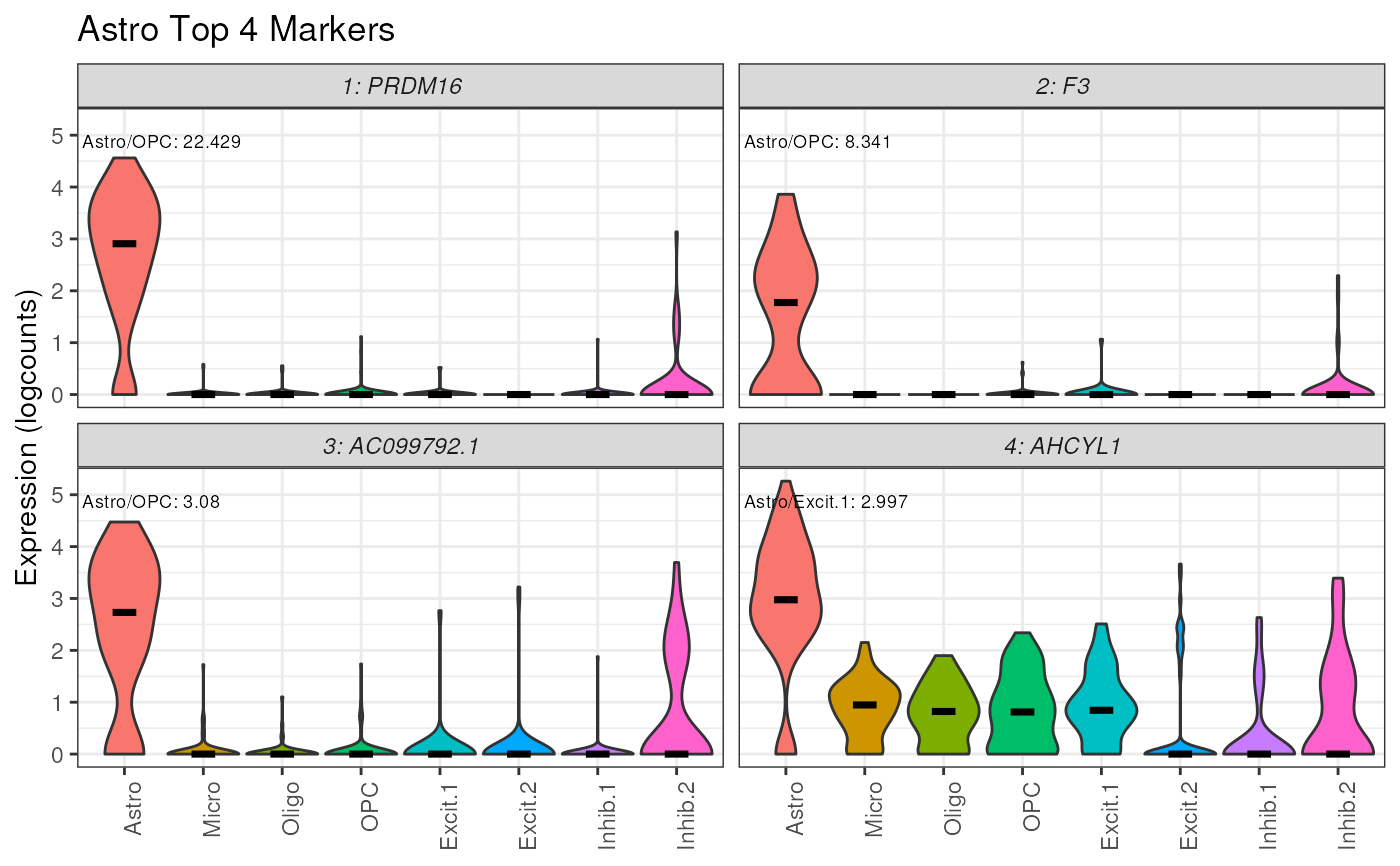 Astro Top 4 Markers
1: PRDM16
2: F3
Astro/OPC: 22.429
Astro/OPC: 8.341
5
4
3
2
1
0
3: AC099792.1
4: AHCYL1
Astro/OPC: 3.08
Astro/Excit.1: 2.997
5
4
3
2
1
0
Expression (logcounts)
Astro
Micro
Oligo
OPC
Excit.1
Excit.2
Inhib.1
Inhib.2
Astro
Micro
Oligo
OPC
Excit.1
Excit.2
Inhib.1
Inhib.2